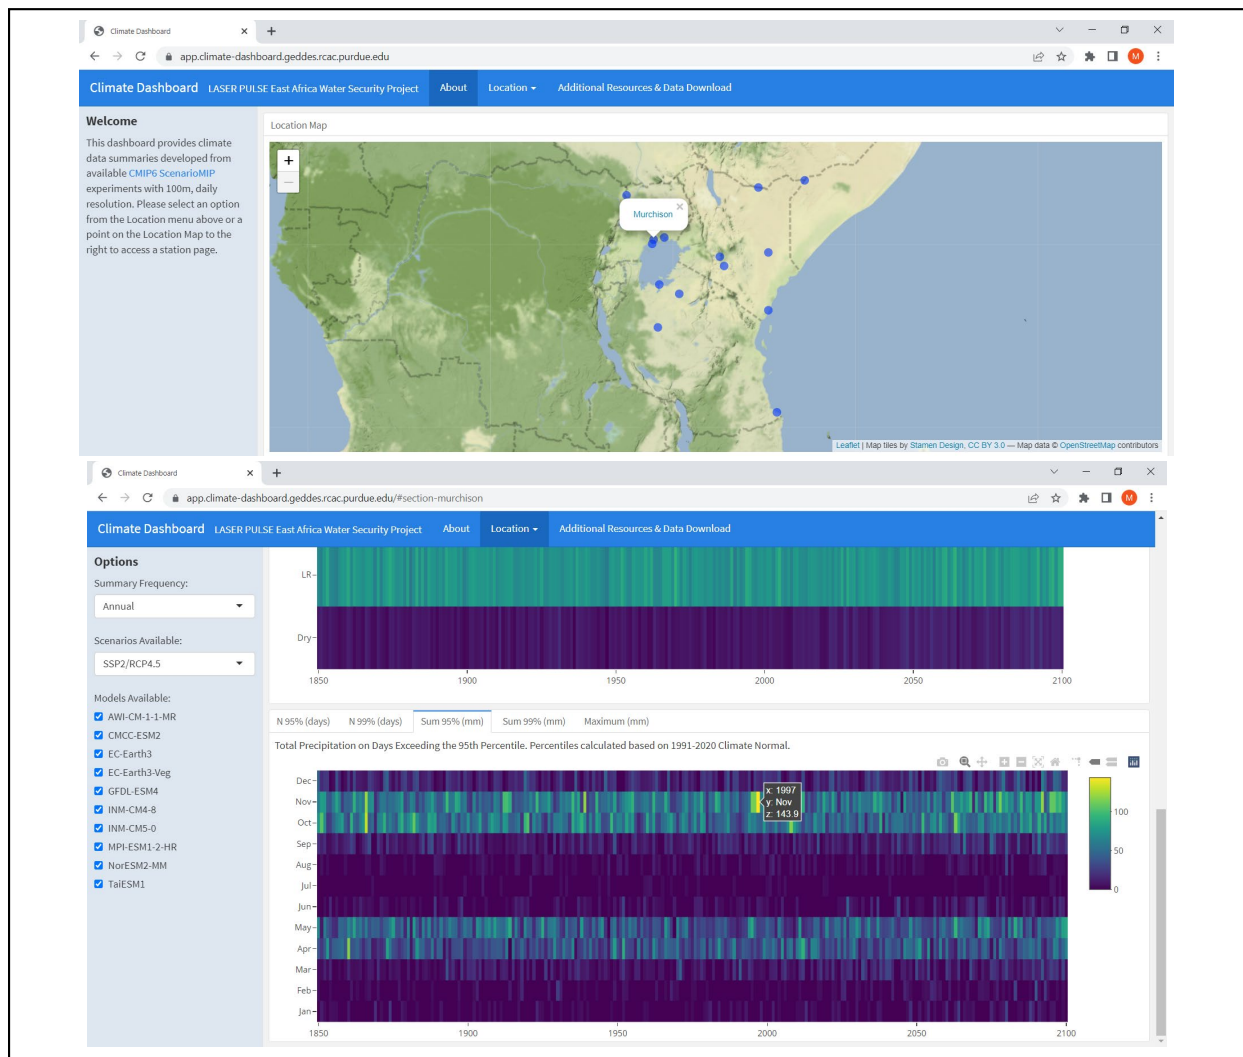 Climate Dashboard
app.climate-dashboard.geddes.rcac.purdue.edu
M
Climate Dashboard LASER PULSE East Africa Water Security Project About Location Additional Resources & Data Download
Welcome
This dashboard provides climate
data summaries developed from
available CMIP6 ScenarioMIP
experiments with 100m, daily
resolution. Please select an option
from the Location menu above or a
point on the Location Map to the
right to access a station page.
Location Map
+
−
Murchison ×
Leaflet | Map tiles by Stamen Design, CC BY 3.0 — Map data © OpenStreetMap contributors
Climate Dashboard
app.climate-dashboard.geddes.rcac.purdue.edu/#section-murchison
M
Climate Dashboard LASER PULSE East Africa Water Security Project About Location Additional Resources & Data Download
Options
Summary Frequency:
Annual
Scenarios Available:
SSP2/RCP4.5
Models Available:
AWI-CM-1-1-MR
CMCC-ESM2
EC-Earth3
EC-Earth3-Veg
GFDL-ESM4
INM-CM4-8
INM-CM5-0
MPI-ESM1-2-HR
NorESM2-MM
TaiESM1
LR
Dry
1850 1900 1950 2000 2050 2100
N 95% (days) N 99% (days) Sum 95% (mm) Sum 99% (mm) Maximum (mm)
Total Precipitation on Days Exceeding the 95th Percentile. Percentiles calculated based on 1991-2020 Climate Normal.
Dec
Nov
Oct
Sep
Aug
Jul
Jun
May
Apr
Mar
Feb
Jan
x: 1997
y: Nov
z: 143.9
100
50
0
1850 1900 1950 2000 2050 2100